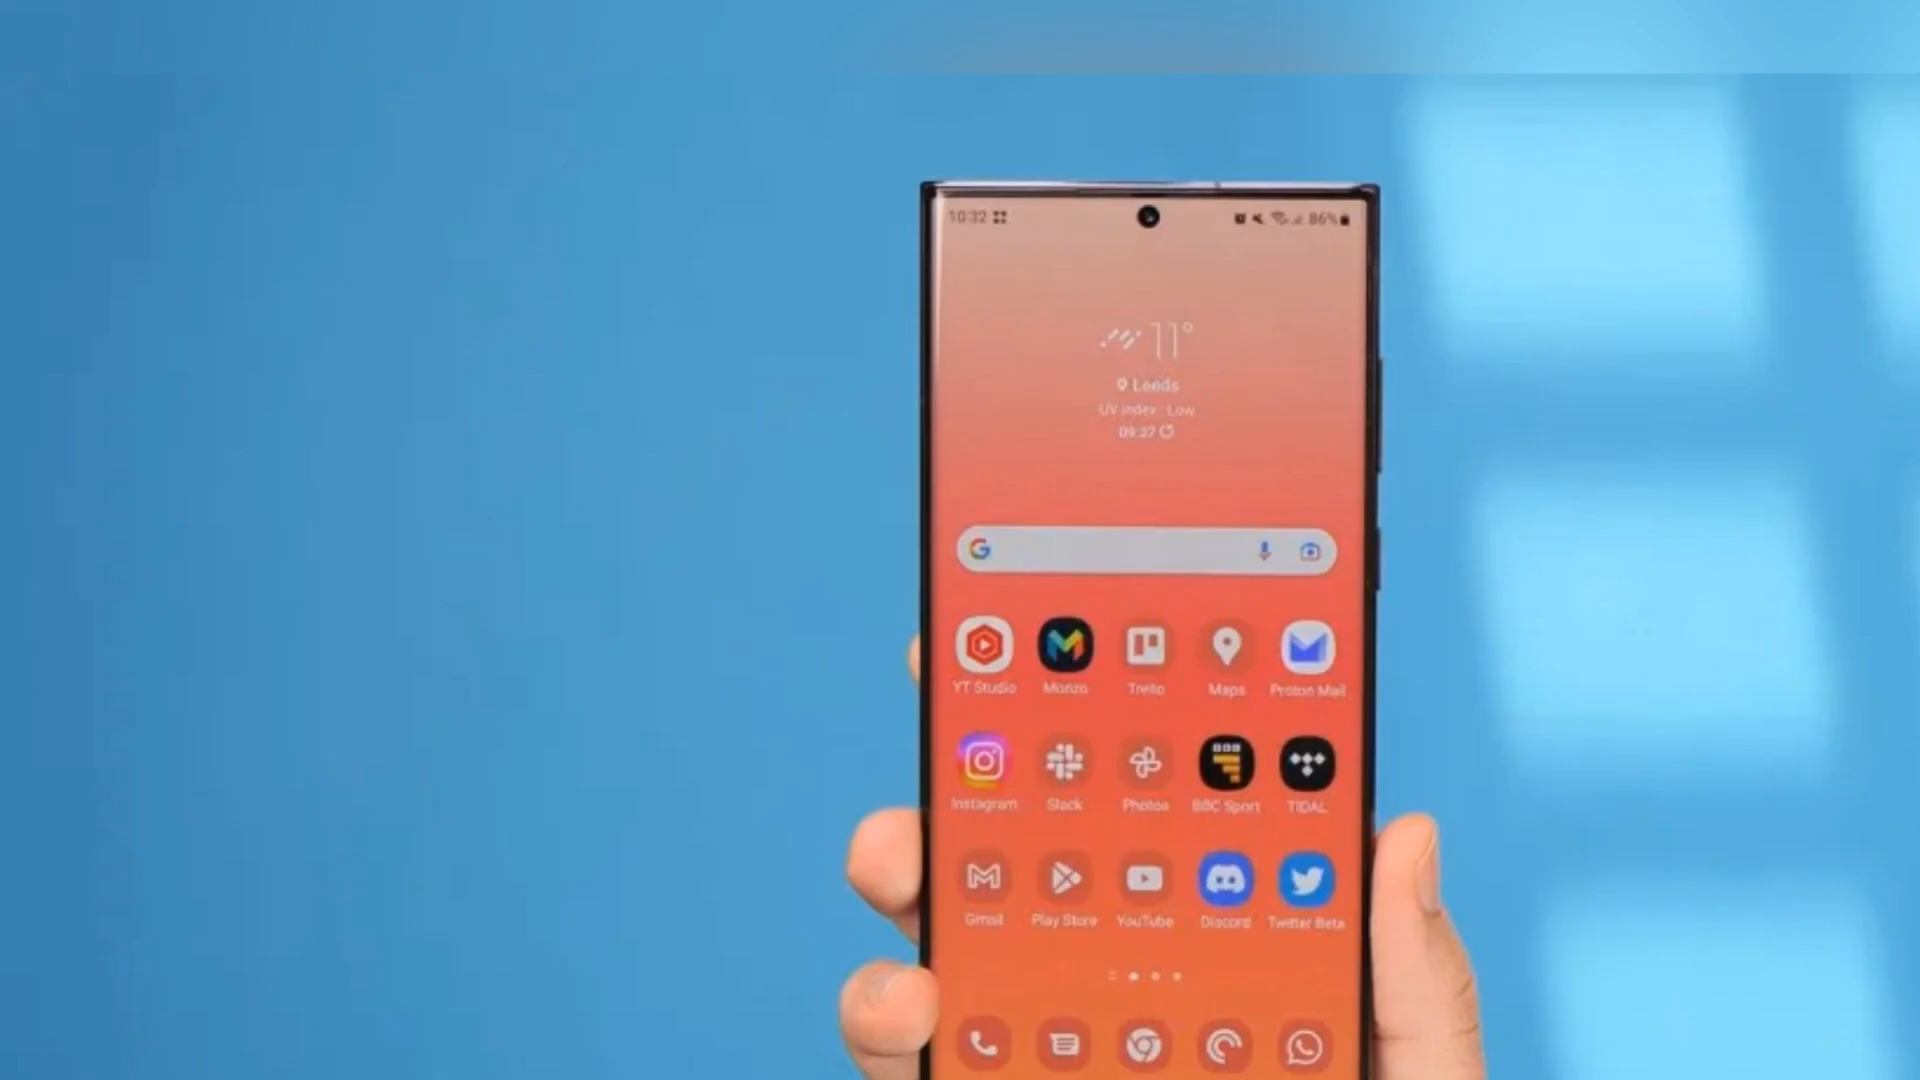 10:32 86%
11°
Leeds
UV index : Low
09:37
YT Studio Monzo Trello Maps Proton Mail
Instagram Slack Photos BBC Sport TIDAL
Gmail Play Store YouTube Discord Twitter Beta